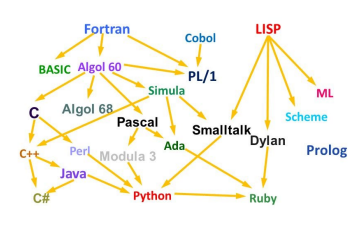 Fortran
Cobol
LISP
BASIC
Algol 60
PL/1
Simula
ML
Algol 68
C
Pascal
Smalltalk
Scheme
Dylan
C++
Perl
Modula 3
Ada
Prolog
Java
C#
Python
Ruby